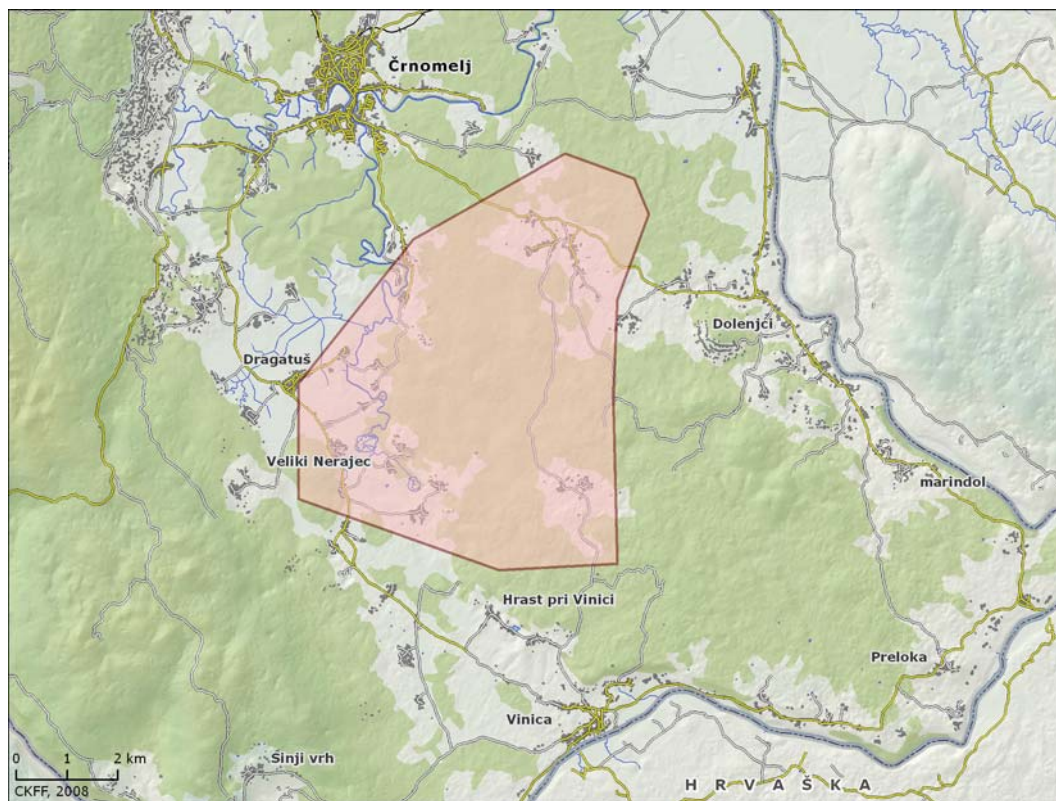 Črnomelj
Dolenjci
Dragatuš
Veliki Nerajec
marindol
Hrast pri Vinici
Preloka
Vinica
Sinji vrh
0 1 2 km
CKFF, 2008
H R V A Š K A